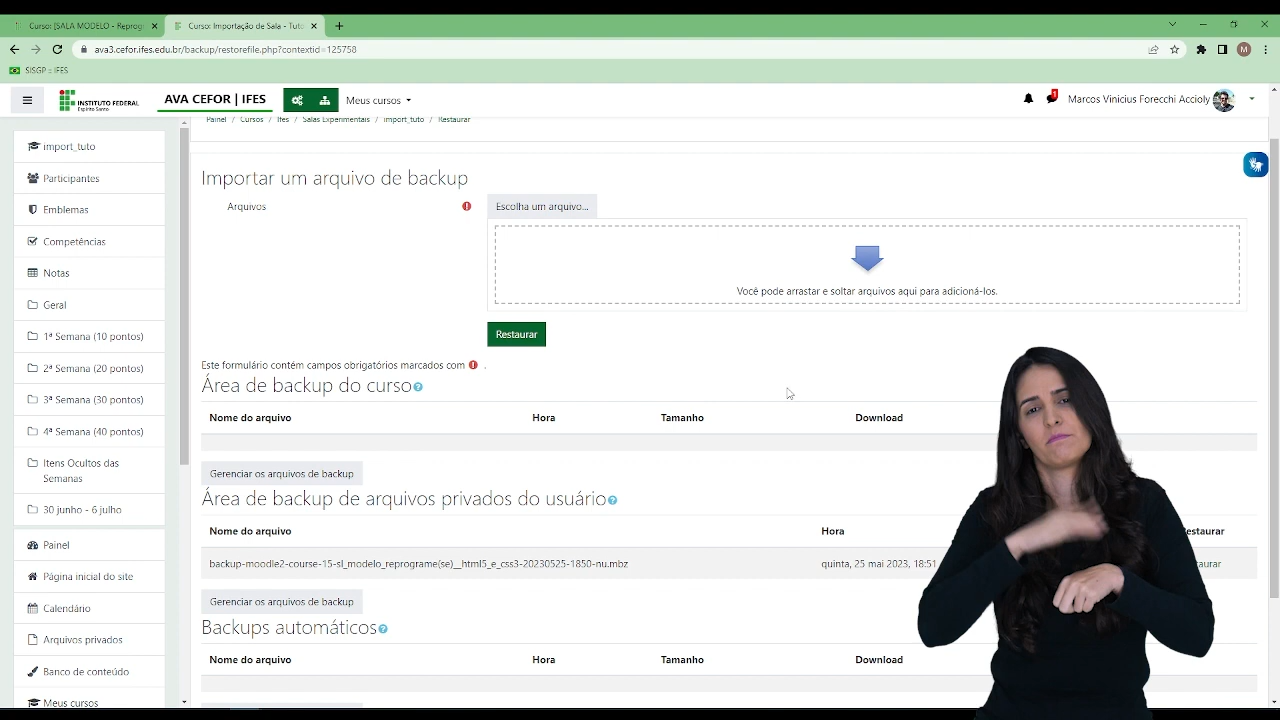 Curso: [SALA MODELO - Reprogr
Curso: Importação de Sala - Tuto
ava3.cefor.ifes.edu.br/backup/restorefile.php?contextid=125758
M
SISGP :: IFES
INSTITUTO FEDERAL
Espírito Santo
AVA CEFOR | IFES
Meus cursos
1
Marcos Vinicius Forecchi Accioly
Painel / Cursos / Ifes / Salas Experimentais / import_tuto / Restaurar
import_tuto
Participantes
Emblemas
Competências
Notas
Geral
1ª Semana (10 pontos)
2ª Semana (20 pontos)
3ª Semana (30 pontos)
4ª Semana (40 pontos)
Itens Ocultos das
Semanas
30 junho - 6 julho
Painel
Página inicial do site
Calendário
Arquivos privados
Banco de conteúdo
Meus cursos
Importar um arquivo de backup
Arquivos
Escolha um arquivo...
Você pode arrastar e soltar arquivos aqui para adicioná-los.
Restaurar
Este formulário contém campos obrigatórios marcados com .
Área de backup do curso
Nome do arquivo Hora Tamanho Download
Gerenciar os arquivos de backup
Área de backup de arquivos privados do usuário
Nome do arquivo Hora estaurar
backup-moodle2-course-15-sl_modelo_reprograme(se)__html5_e_css3-20230525-1850-nu.mbz quinta, 25 mai 2023, 18:51 taurar
Gerenciar os arquivos de backup
Backups automáticos
Nome do arquivo Hora Tamanho Download